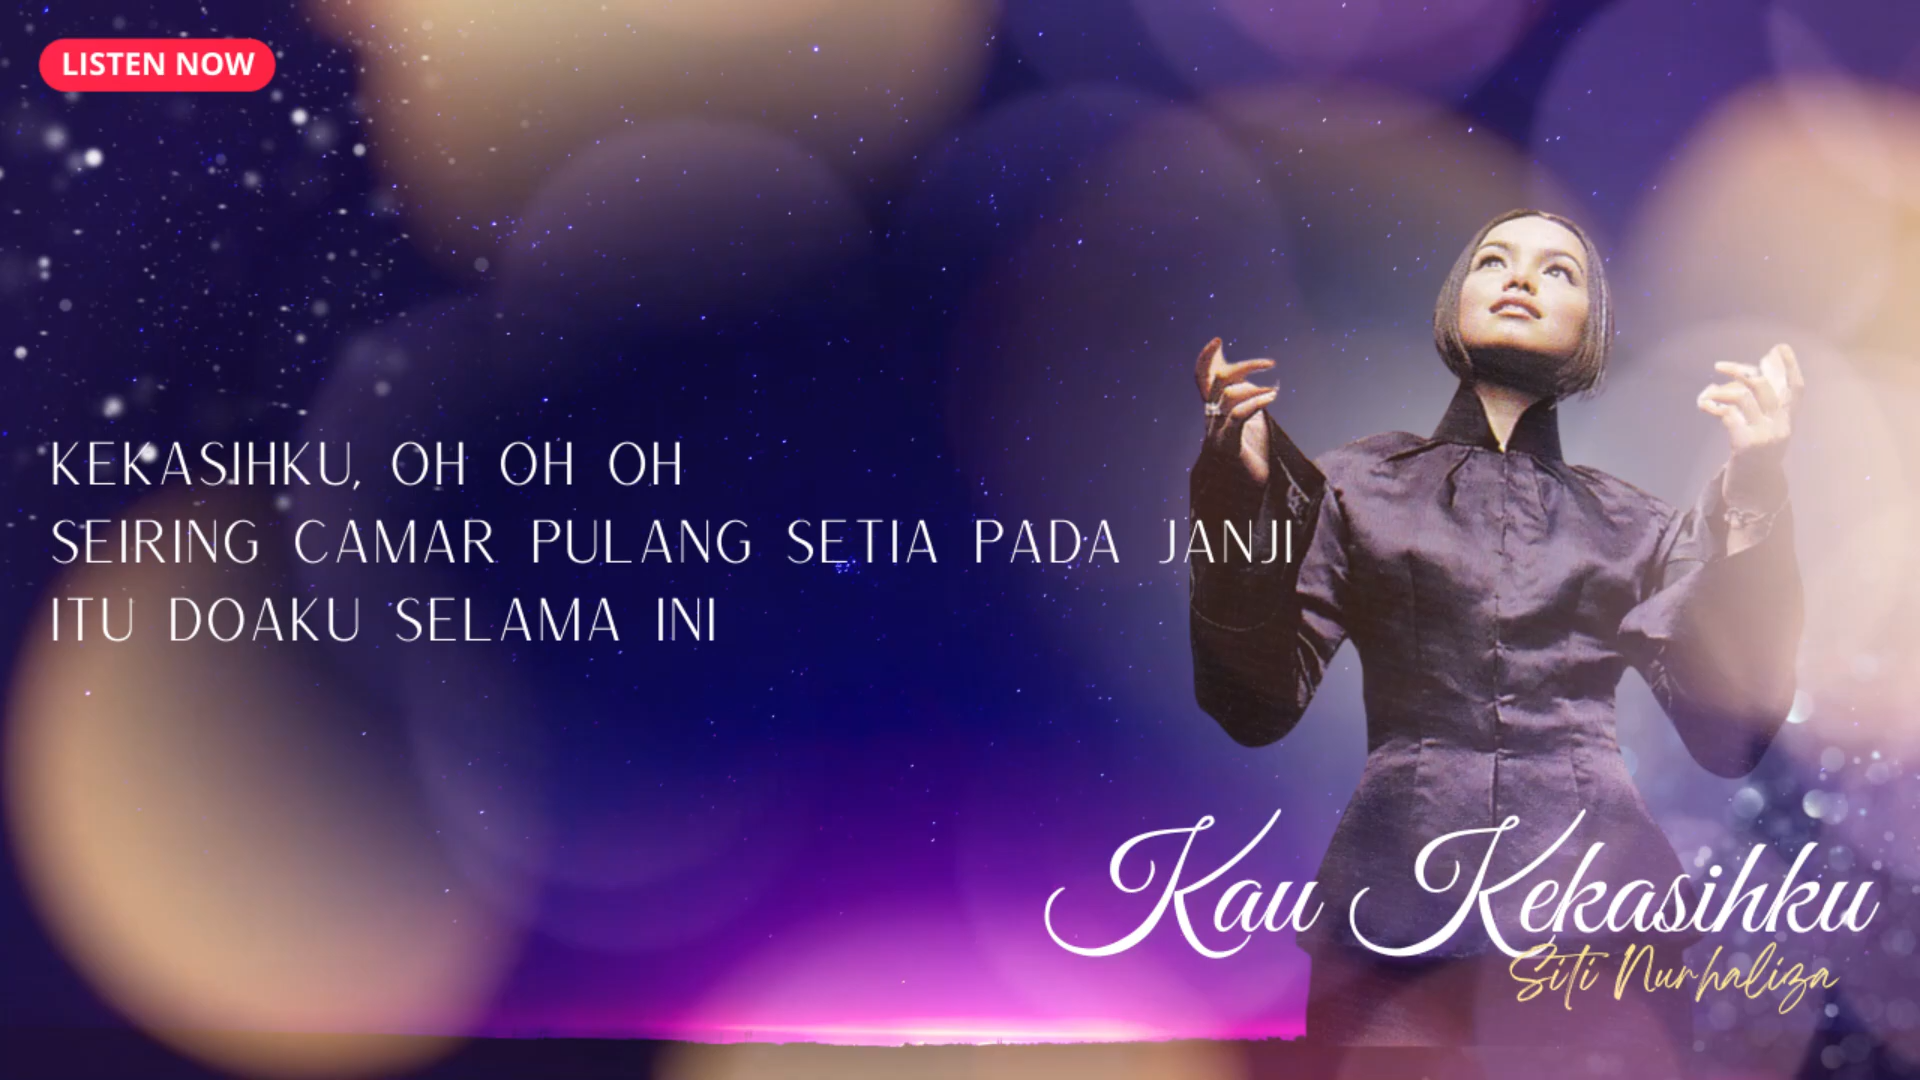 LISTEN NOW
KEKASIHKU, OH OH OH
SEIRING CAMAR PULANG SETIA PADA JANJI
ITU DOAKU SELAMA INI
Kau Kekasihku
Siti Nurhaliza